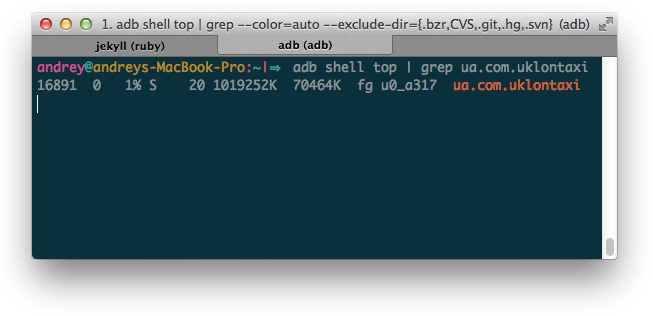 1. adb shell top | grep --color=auto --exclude-dir={.bzr,CVS,.git,.hg,.svn} (adb)
jekyll (ruby) adb (adb)
andrey@andreys-MacBook-Pro:~|⇒ adb shell top | grep ua.com.uklontaxi
16891 0 1% S 20 1019252K 70464K fg u0_a317 ua.com.uklontaxi